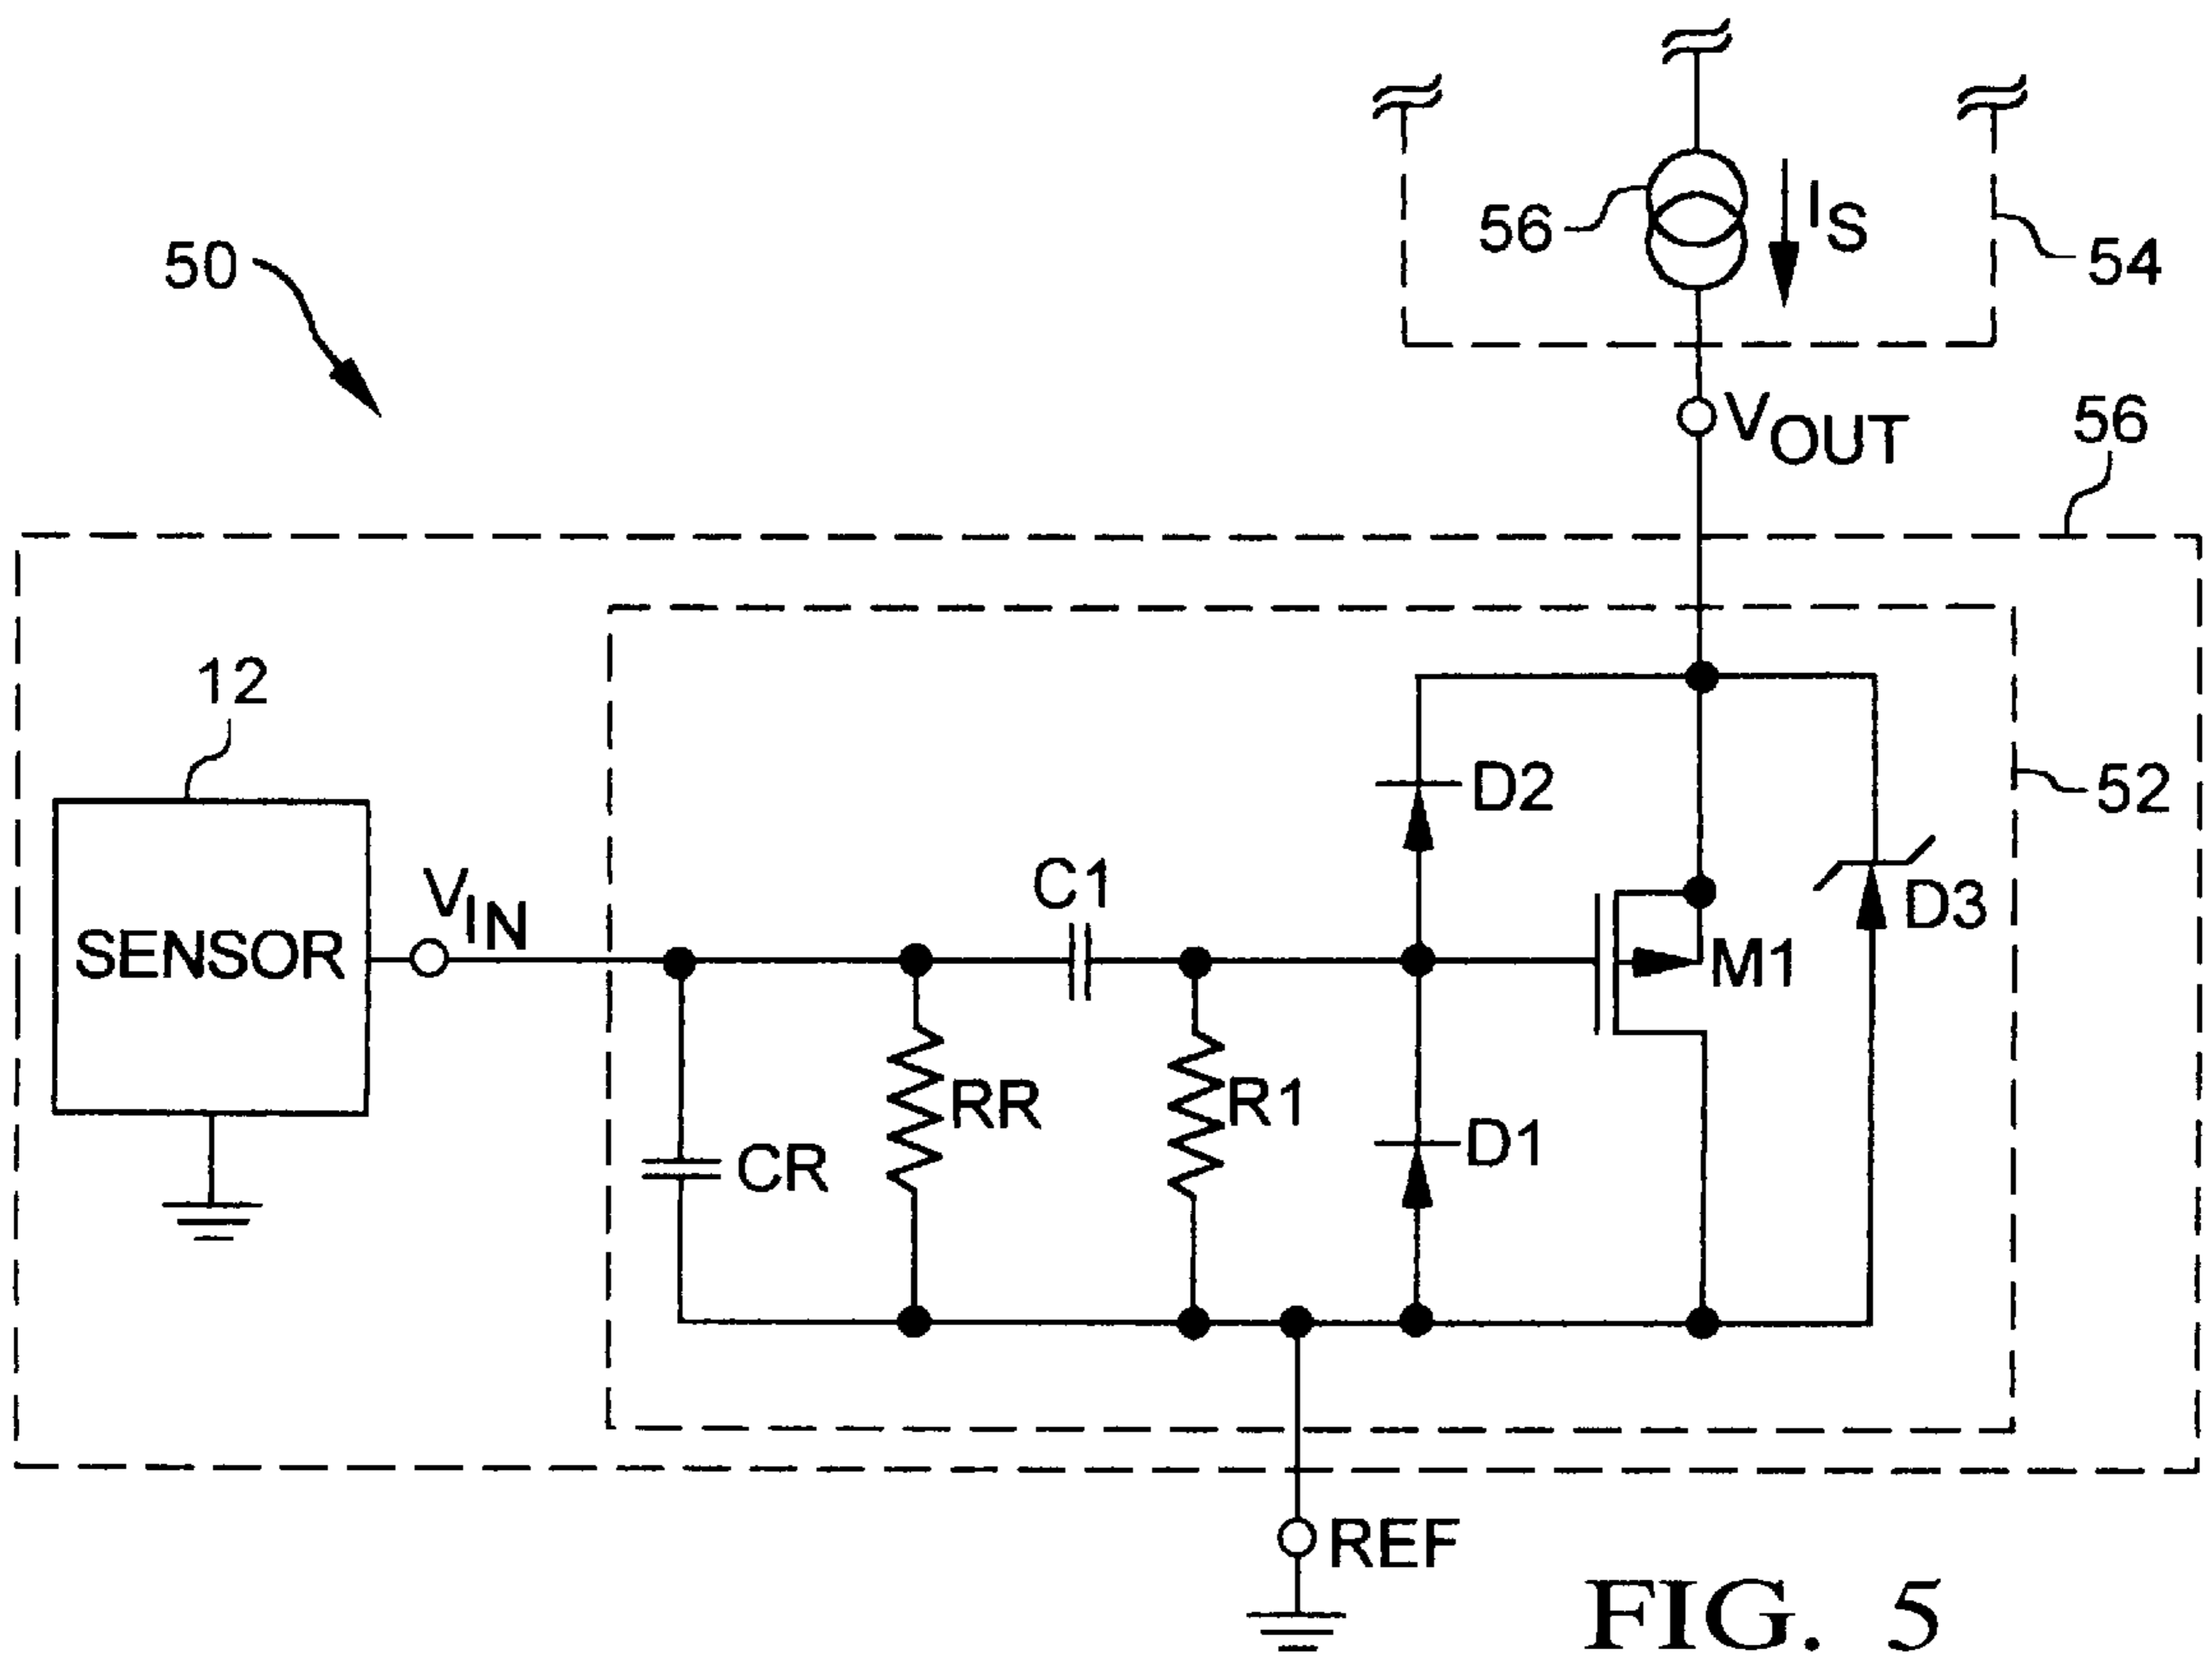 56
I_S
54
50
V_OUT
56
12
D2
52
C1
V_IN
D3
SENSOR
M1
RR
R1
D1
CR
REF
FIG. 5